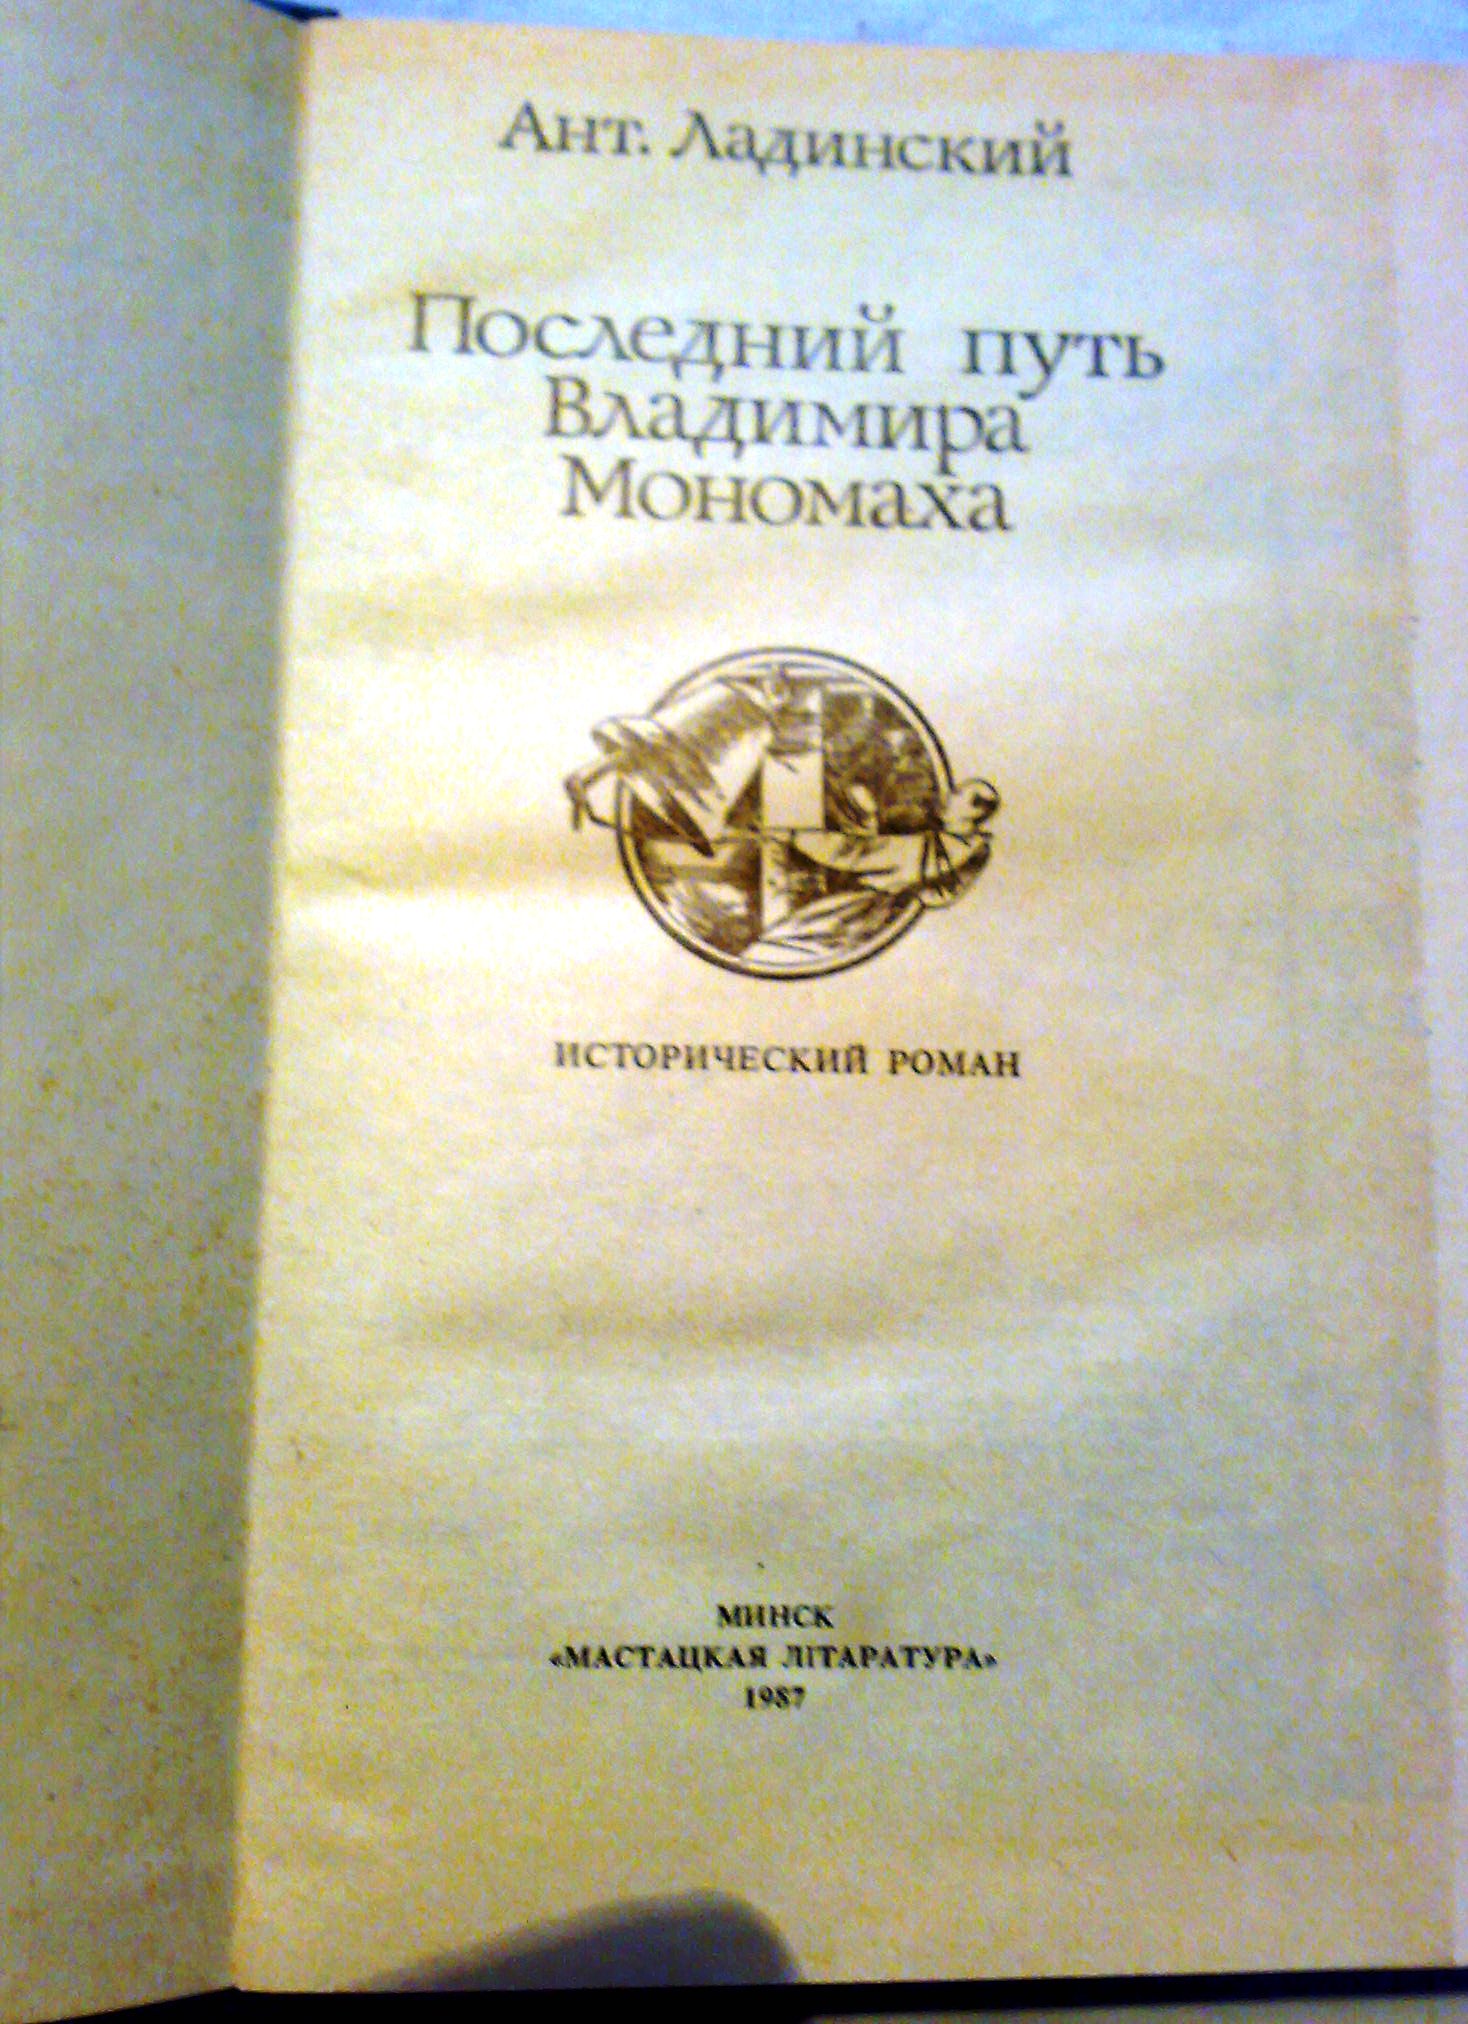 Ант. Ладинский
Последний путь
Владимира
Мономаха
ИСТОРИЧЕСКИЙ РОМАН
МИНСК
«МАСТАЦКАЯ ЛІТАРАТУРА»
1987